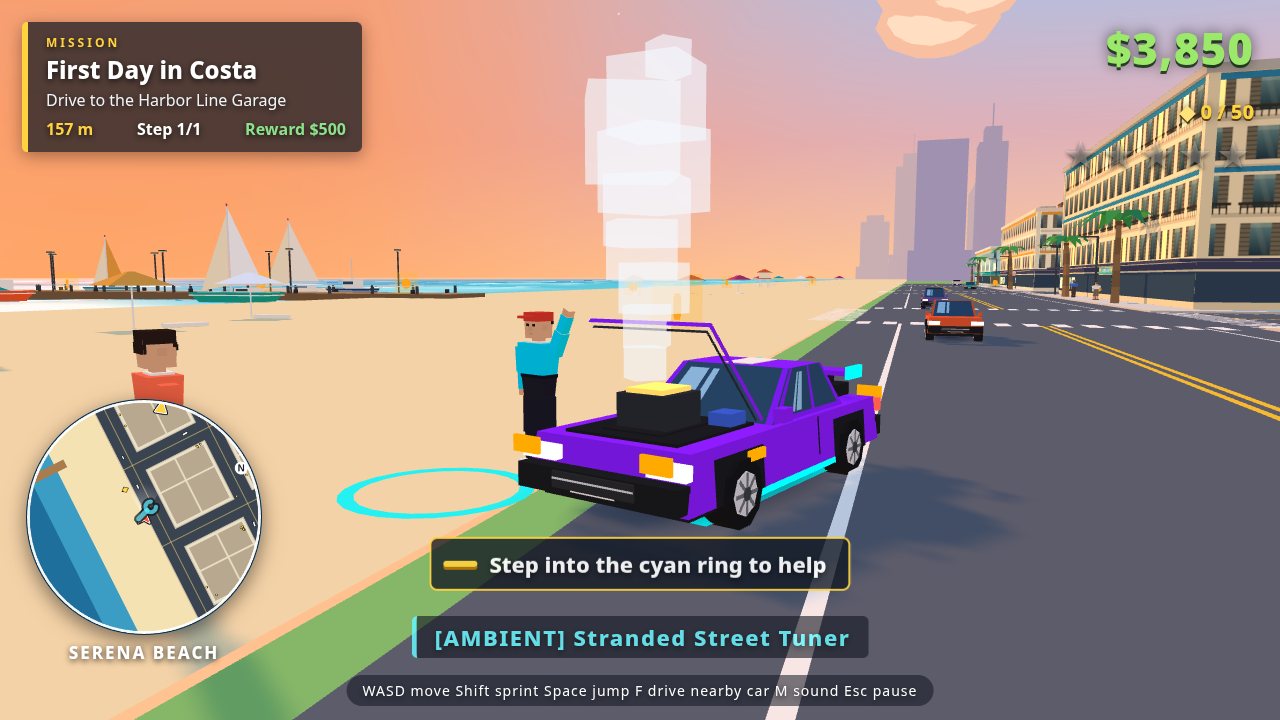 MISSION
First Day in Costa
Drive to the Harbor Line Garage
157 m Step 1/1 Reward $500
$3,850
0 / 50
N
Step into the cyan ring to help
SERENA BEACH
[AMBIENT] Stranded Street Tuner
WASD move Shift sprint Space jump F drive nearby car M sound Esc pause